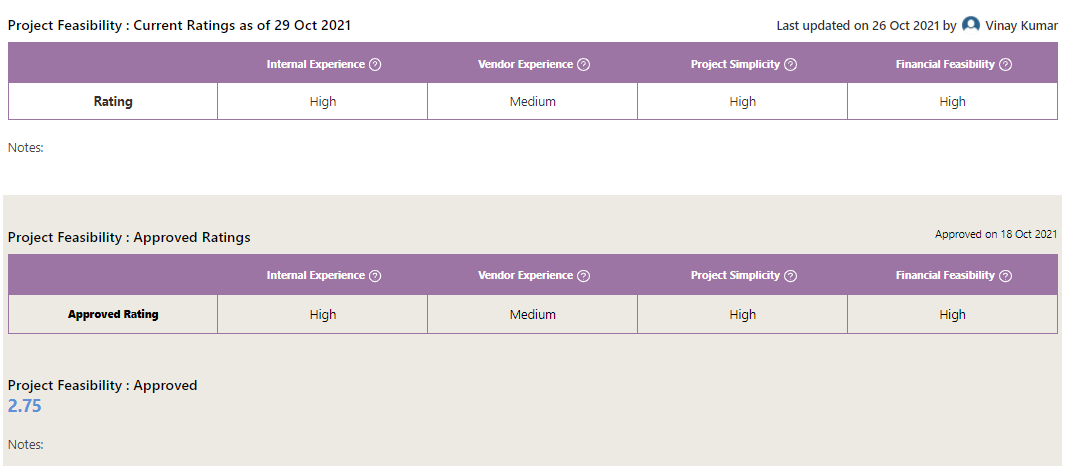 Project Feasibility : Current Ratings as of 29 Oct 2021 Last updated on 26 Oct 2021 by Vinay Kumar
Internal Experience Vendor Experience Project Simplicity Financial Feasibility
Rating High Medium High High
Notes:
Project Feasibility : Approved Ratings Approved on 18 Oct 2021
Internal Experience Vendor Experience Project Simplicity Financial Feasibility
Approved Rating High Medium High High
Project Feasibility : Approved
2.75
Notes: